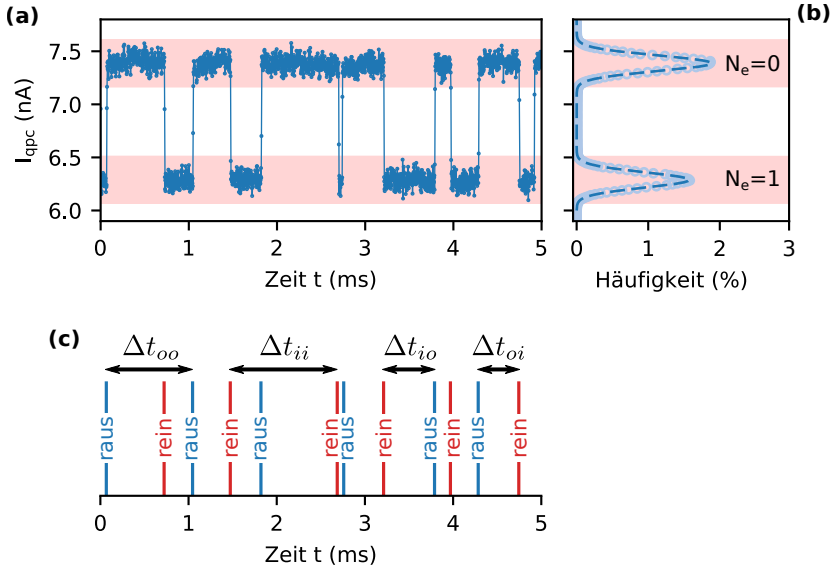 (a)
(b)
I_qpc (nA)
7.5
7.0
6.5
6.0
N_e=0
N_e=1
0 1 2 3 4 5
Zeit t (ms)
0 1 2 3
Häufigkeit (%)
(c)
Δt_oo Δt_ii Δt_io Δt_oi
raus rein raus rein raus rein raus rein raus rein raus rein
0 1 2 3 4 5
Zeit t (ms)